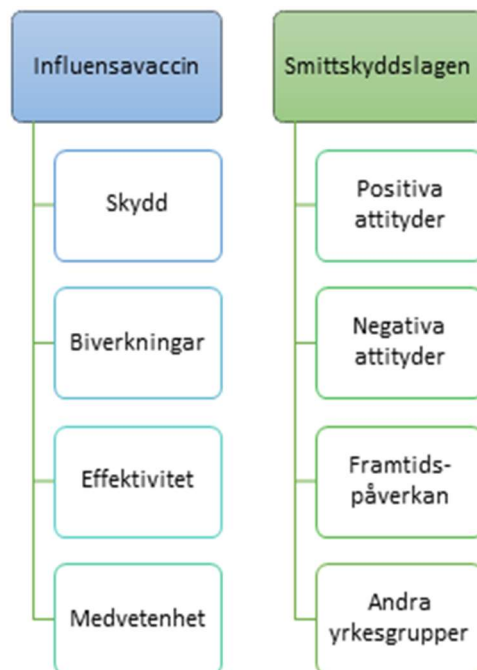 Influensavaccin
Skydd
Biverkningar
Effektivitet
Medvetenhet
Smittskyddslagen
Positiva
attityder
Negativa
attityder
Framtids-
påverkan
Andra
yrkesgrupper